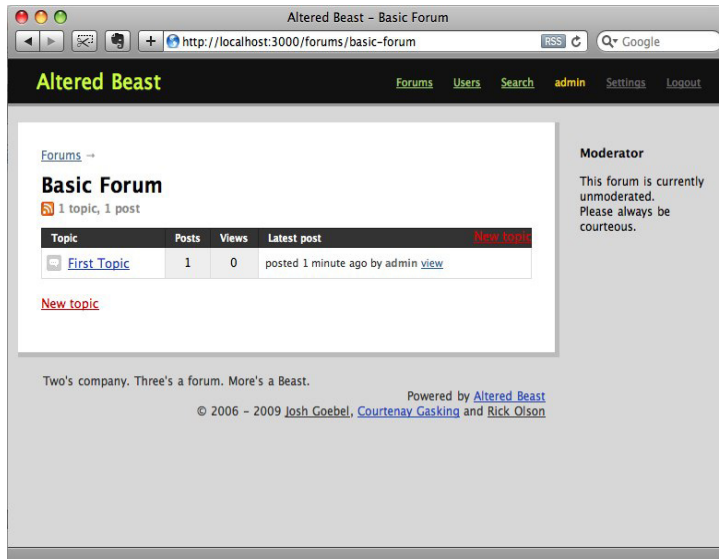 Altered Beast – Basic Forum
http://localhost:3000/forums/basic-forum RSS Google
Altered Beast Forums Users Search admin Settings Logout
Forums →
Basic Forum
1 topic, 1 post
Topic Posts Views Latest post New topic
First Topic 1 0 posted 1 minute ago by admin view
New topic
Moderator
This forum is currently
unmoderated.
Please always be
courteous.
Two's company. Three's a forum. More's a Beast.
Powered by Altered Beast
© 2006 – 2009 Josh Goebel, Courtenay Gasking and Rick Olson